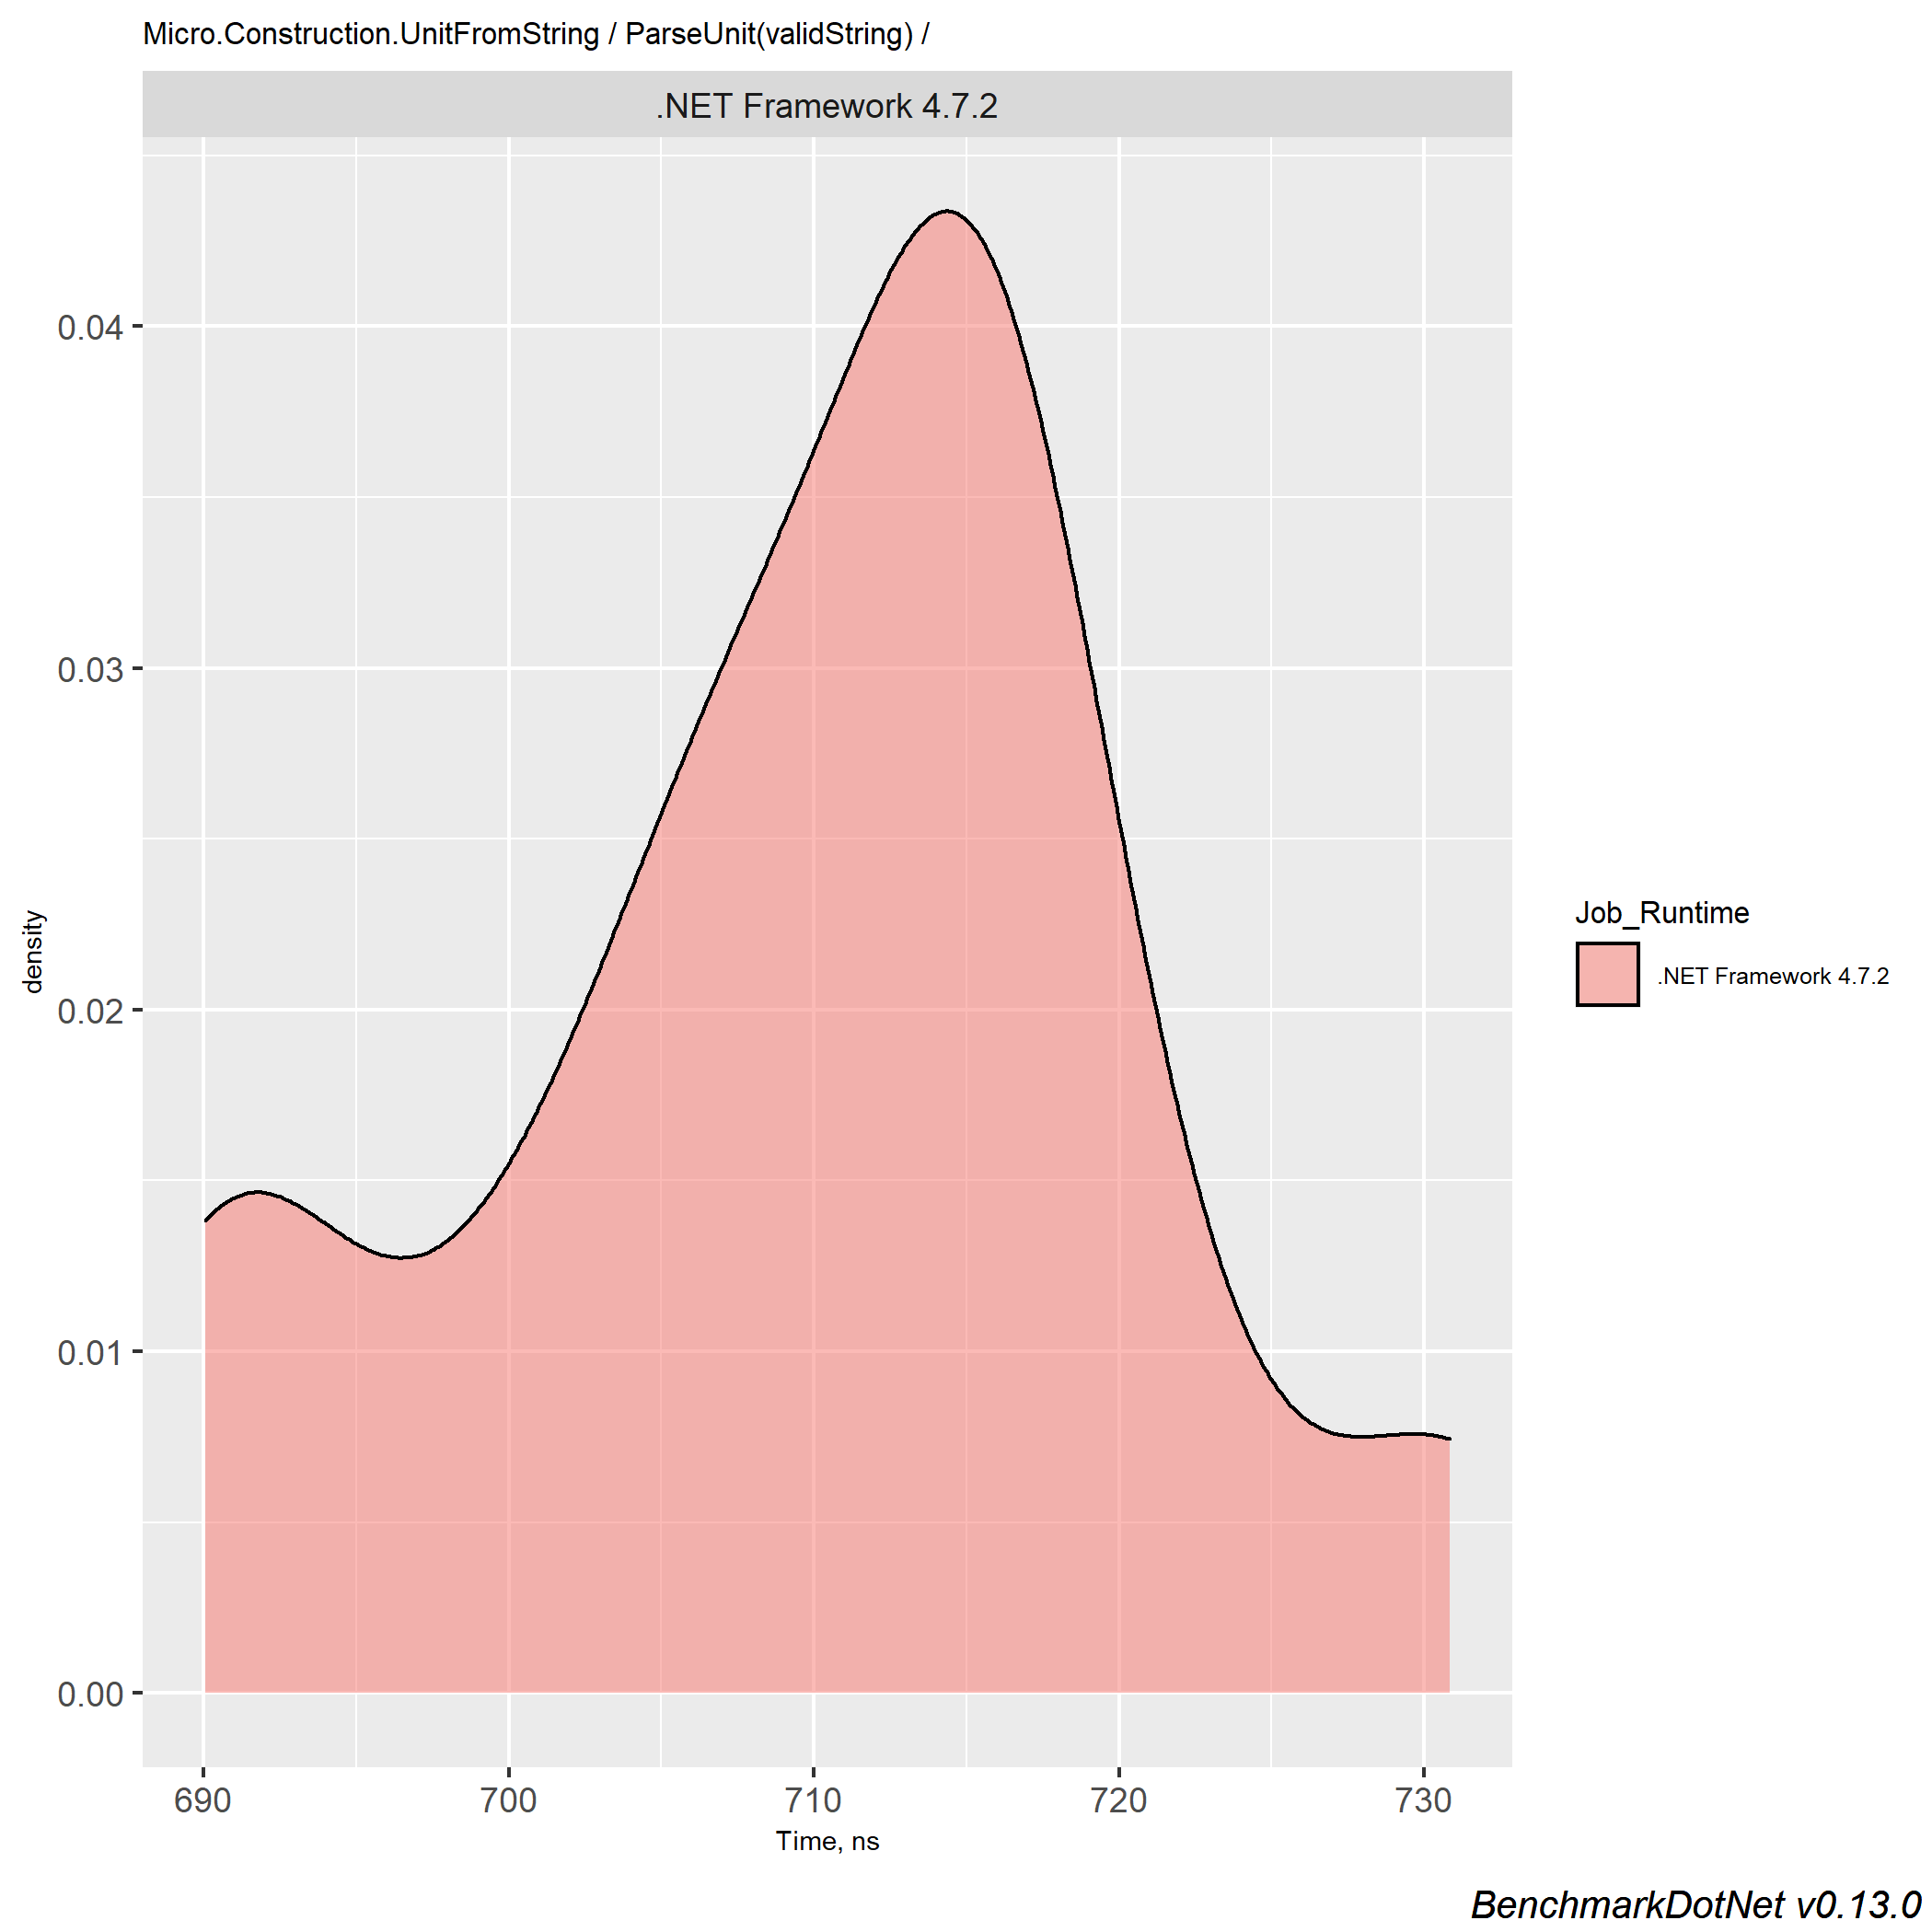 Micro.Construction.UnitFromString / ParseUnit(validString) /
.NET Framework 4.7.2
0.04
0.03
0.02
0.01
0.00
density
690 700 710 720 730
Time, ns
Job_Runtime
.NET Framework 4.7.2
BenchmarkDotNet v0.13.0